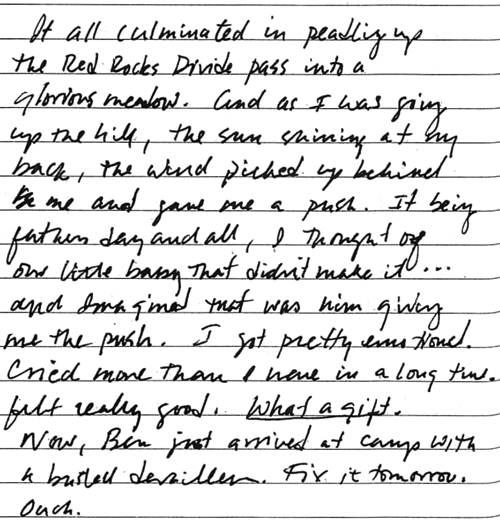 It all culminated in peadling up
the Red Rocks Divide pass into a
glorious meadow. And as I was going
up the hill, the sun shining at my
back, the wind picked up behind
me and gave me a push. It being
fathers day and all, I thought of
our little baby that didn't make it...
and imagined that was him giving
me the push. I got pretty emotional.
Cried more than I have in a long time.
felt really good. What a gift.
Now, Ben just arrived at camp with
a busted derailleur. Fix it tomorrow.
Ouch.